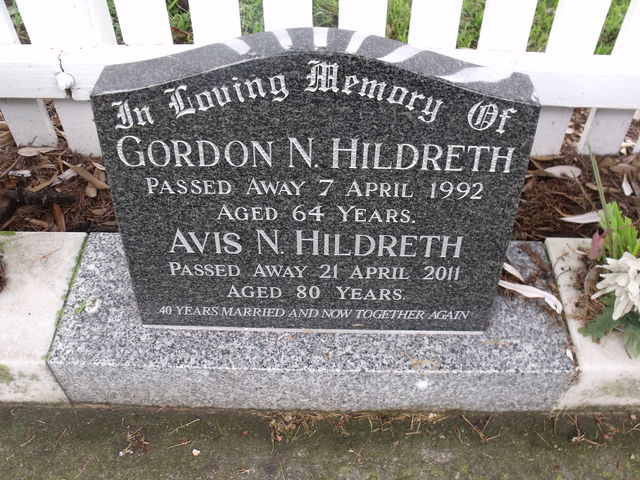 In Loving Memory Of
GORDON N. HILDRETH
PASSED AWAY 7 APRIL 1992
AGED 64 YEARS.
AVIS N. HILDRETH
PASSED AWAY 21 APRIL 2011
AGED 80 YEARS.
40 YEARS MARRIED AND NOW TOGETHER AGAIN